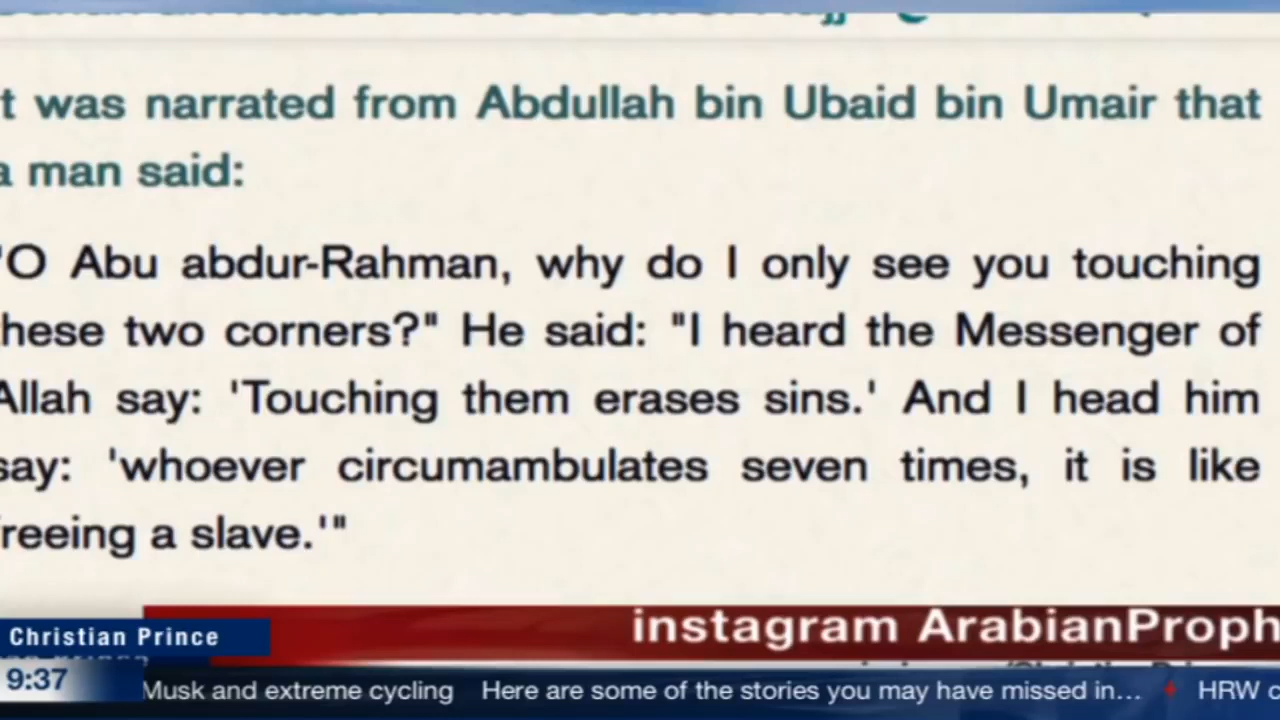 t was narrated from Abdullah bin Ubaid bin Umair that
a man said:
"O Abu abdur-Rahman, why do I only see you touching
hese two corners?" He said: "I heard the Messenger of
Allah say: 'Touching them erases sins.' And I head him
say: 'whoever circumambulates seven times, it is like
freeing a slave.'"
instagram ArabianProph
Christian Prince
9:37
Musk and extreme cycling Here are some of the stories you may have missed in... HRW c